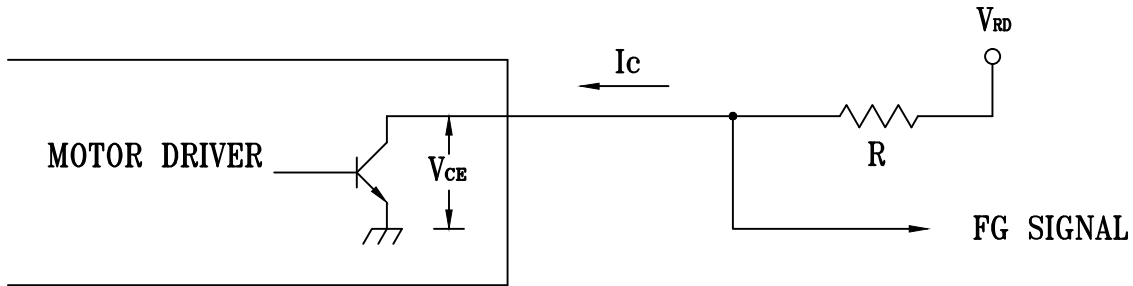 VRD
Ic
MOTOR DRIVER
VCE
R
FG SIGNAL